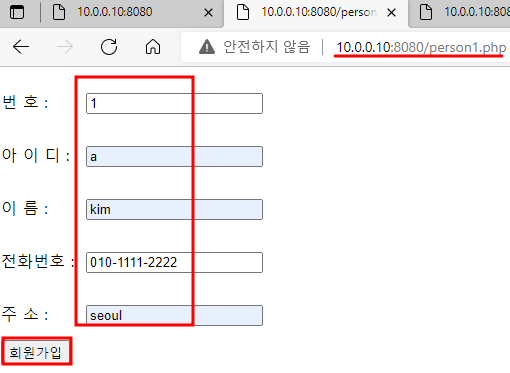 10.0.0.10:8080
10.0.0.10:8080/person
10.0.0.10:808
안전하지 않음
10.0.0.10:8080/person1.php
번 호 : 1
아 이 디 : a
이 름 : kim
전화번호 : 010-1111-2222
주 소 : seoul
회원가입